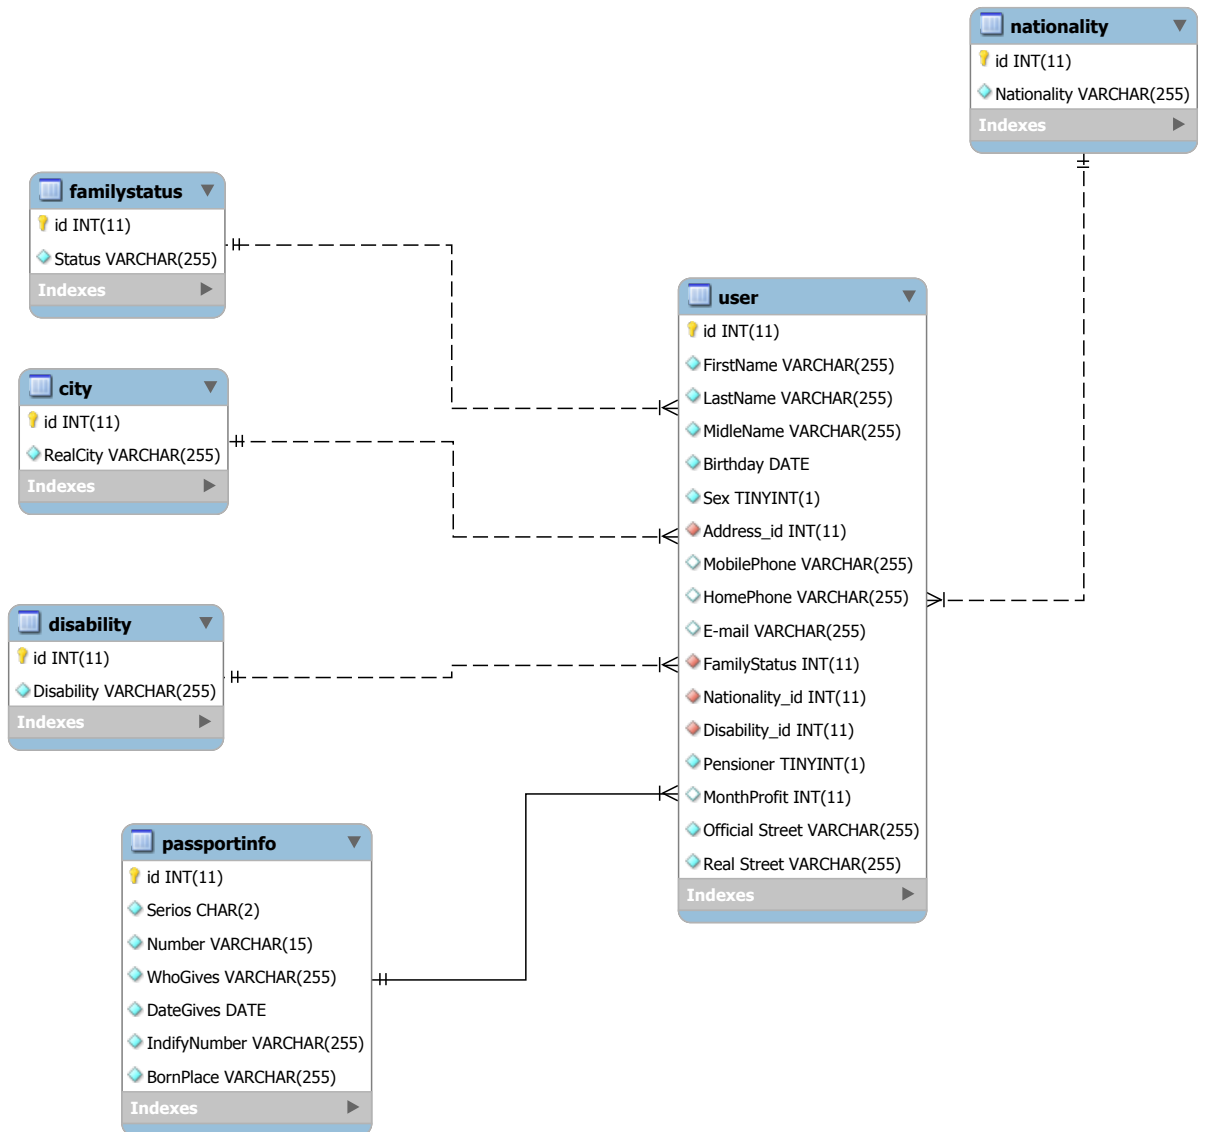 nationality
id INT(11)
Nationality VARCHAR(255)
Indexes
familystatus
id INT(11)
Status VARCHAR(255)
Indexes
city
id INT(11)
RealCity VARCHAR(255)
Indexes
disability
id INT(11)
Disability VARCHAR(255)
Indexes
passportinfo
id INT(11)
Serios CHAR(2)
Number VARCHAR(15)
WhoGives VARCHAR(255)
DateGives DATE
IndifyNumber VARCHAR(255)
BornPlace VARCHAR(255)
Indexes
user
id INT(11)
FirstName VARCHAR(255)
LastName VARCHAR(255)
MidleName VARCHAR(255)
Birthday DATE
Sex TINYINT(1)
Address_id INT(11)
MobilePhone VARCHAR(255)
HomePhone VARCHAR(255)
E-mail VARCHAR(255)
FamilyStatus INT(11)
Nationality_id INT(11)
Disability_id INT(11)
Pensioner TINYINT(1)
MonthProfit INT(11)
Official Street VARCHAR(255)
Real Street VARCHAR(255)
Indexes